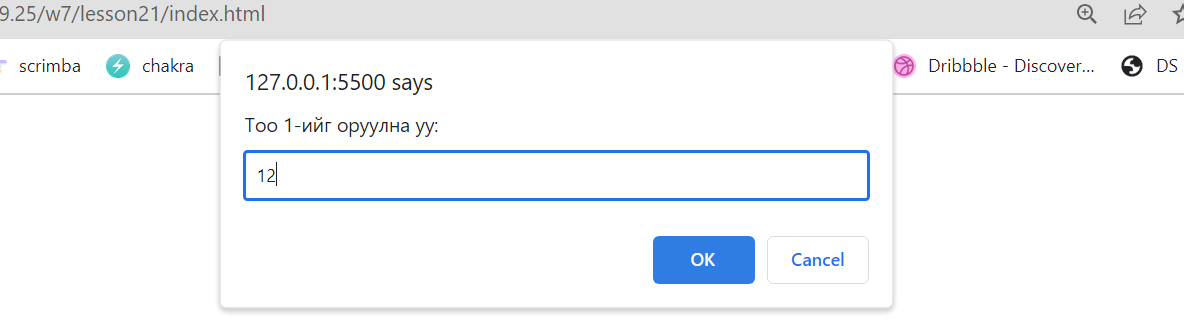 9.25/w7/lesson21/index.html
scrimba chakra Dribbble - Discover... DS
127.0.0.1:5500 says
Тоо 1-ийг оруулна уу:
12
OK Cancel